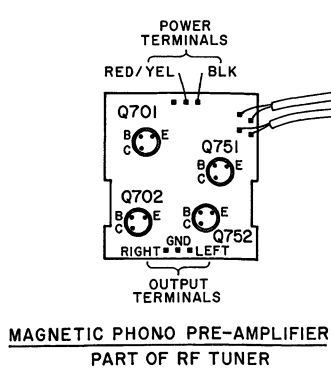 POWER
TERMINALS
RED/YEL BLK
Q701
B E
C
Q751
B E
C
Q702
B E
C
B E
C
Q752
GND
RIGHT LEFT
OUTPUT
TERMINALS
MAGNETIC PHONO PRE-AMPLIFIER
PART OF RF TUNER